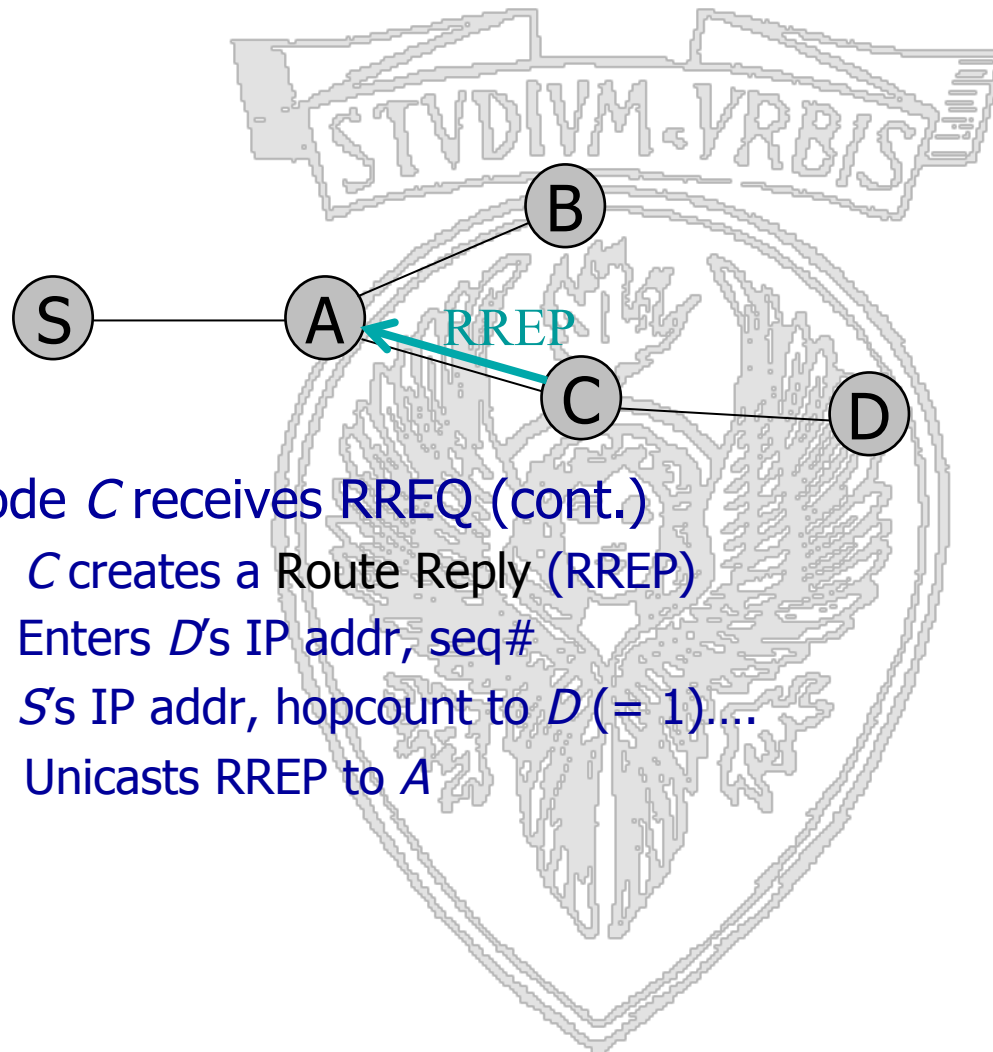 STVDIVM VRBIS
B
S
A
RREP
C
D
ode C receives RREQ (cont.)
C creates a Route Reply (RREP)
Enters D's IP addr, seq#
S's IP addr, hopcount to D (= 1)....
Unicasts RREP to A